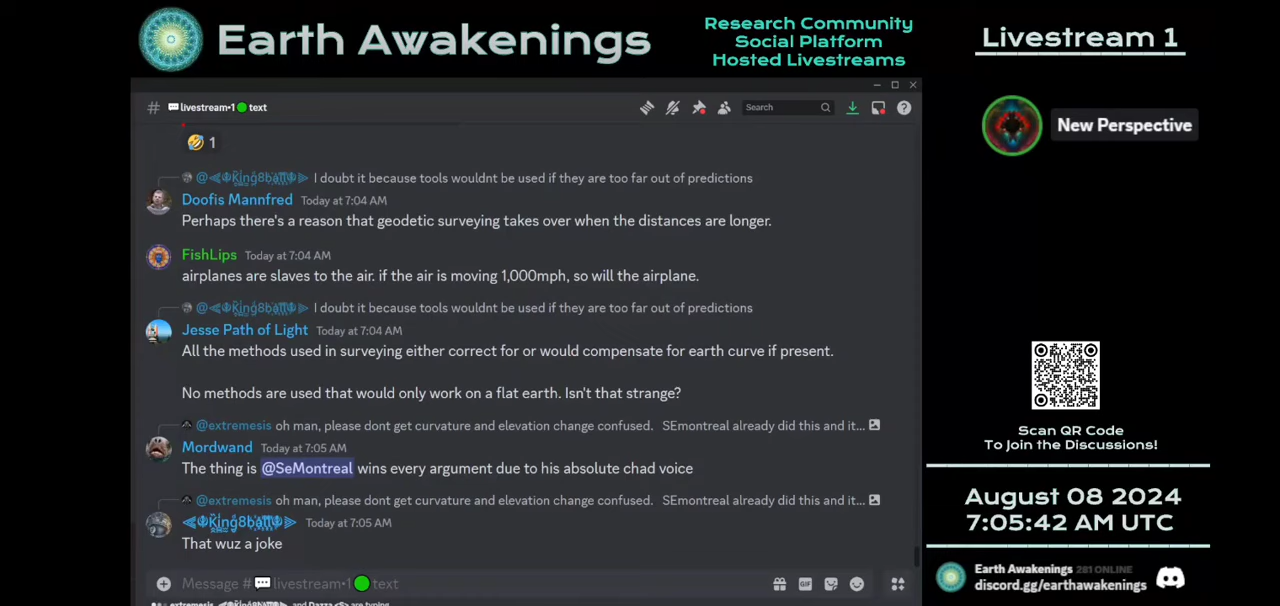 Earth Awakenings
Research Community
Social Platform
Hosted Livestreams
Livestream 1
New Perspective
# livestream•1 text
Search
1
I doubt it because tools wouldnt be used if they are too far out of predictions
Doofis Mannfred Today at 7:04 AM
Perhaps there's a reason that geodetic surveying takes over when the distances are longer.
FishLips Today at 7:04 AM
airplanes are slaves to the air. if the air is moving 1,000mph, so will the airplane.
I doubt it because tools wouldnt be used if they are too far out of predictions
Jesse Path of Light Today at 7:04 AM
All the methods used in surveying either correct for or would compensate for earth curve if present.
No methods are used that would only work on a flat earth. Isn't that strange?
@extremesis oh man, please dont get curvature and elevation change confused. SEmontreal already did this and it...
Mordwand Today at 7:05 AM
The thing is @SeMontreal wins every argument due to his absolute chad voice
@extremesis oh man, please dont get curvature and elevation change confused. SEmontreal already did this and it...
Today at 7:05 AM
That wuz a joke
Message # livestream•1 text
GIF
Scan QR Code
To Join the Discussions!
August 08 2024
7:05:42 AM UTC
Earth Awakenings 281 ONLINE
discord.gg/earthawakenings